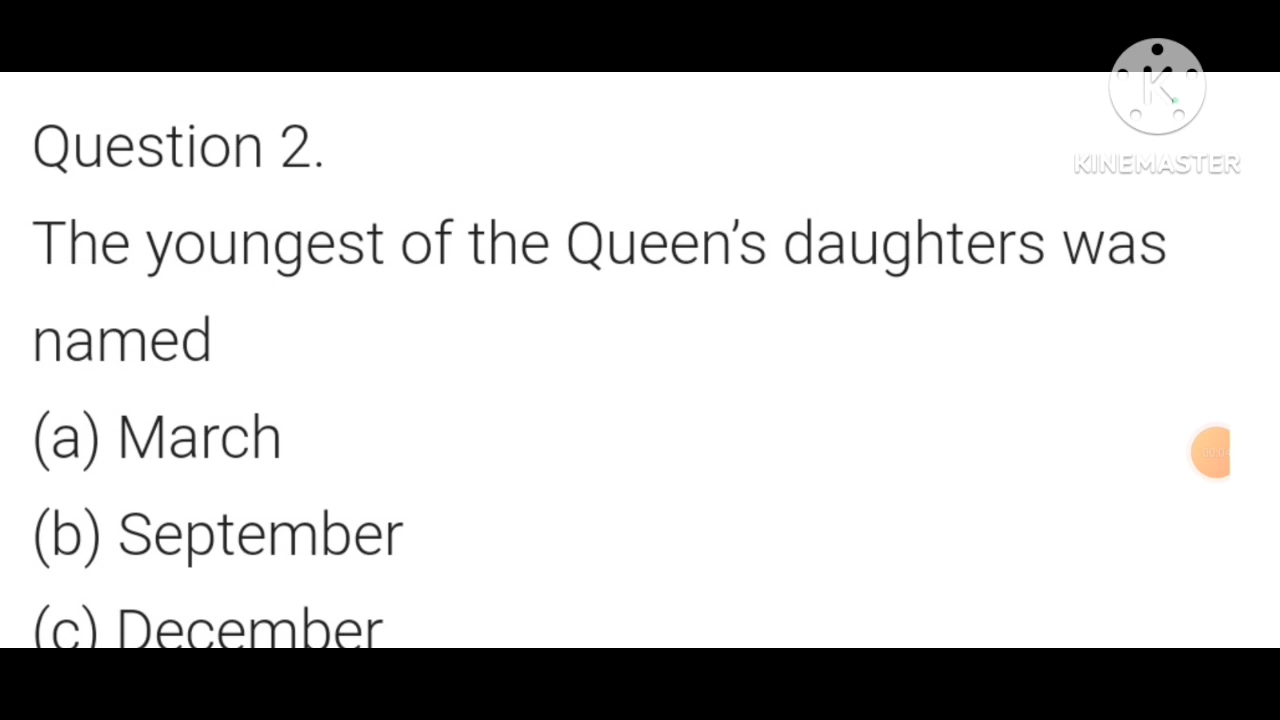 Question 2.
KINEMASTER
The youngest of the Queen's daughters was
named
(a) March
(b) September
(c) December